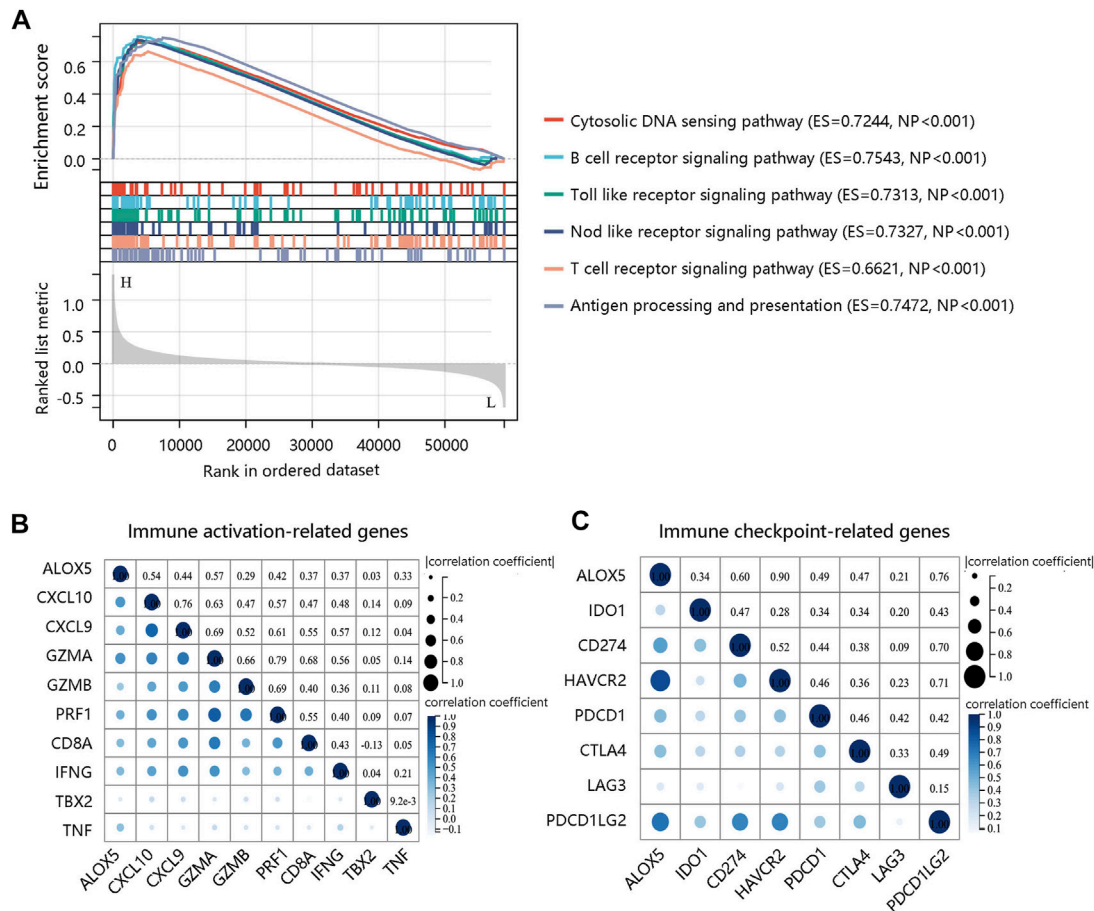 A
Enrichment score
0.6
0.4
0.2
0.0
Cytosolic DNA sensing pathway (ES=0.7244, NP<0.001)
B cell receptor signaling pathway (ES=0.7543, NP<0.001)
Toll like receptor signaling pathway (ES=0.7313, NP<0.001)
Nod like receptor signaling pathway (ES=0.7327, NP<0.001)
T cell receptor signaling pathway (ES=0.6621, NP<0.001)
Antigen processing and presentation (ES=0.7472, NP<0.001)
Ranked list metric
H
1.0
0.5
0.0
-0.5
L
0 10000 20000 30000 40000 50000
Rank in ordered dataset
B
Immune activation-related genes
|correlation coefficient|
ALOX5 1.00 0.54 0.44 0.57 0.29 0.42 0.37 0.37 0.03 0.33
CXCL10 1.00 0.76 0.63 0.47 0.57 0.47 0.48 0.14 0.09
CXCL9 1.00 0.69 0.52 0.61 0.55 0.57 0.12 0.04
GZMA 1.00 0.66 0.79 0.68 0.56 0.05 0.14
GZMB 1.00 0.69 0.40 0.36 0.11 0.08
PRF1 1.00 0.55 0.40 0.09 0.07
CD8A 1.00 0.43 -0.13 0.05
IFNG 1.00 0.04 0.21
TBX2 1.00 9.2e-3
TNF 1.00
ALOX5 CXCL10 CXCL9 GZMA GZMB PRF1 CD8A IFNG TBX2 TNF
0.2
0.4
0.6
0.8
1.0
correlation coefficient
1.0
0.9
0.8
0.7
0.6
0.5
0.4
0.3
0.2
0.1
0.0
-0.1
C
Immune checkpoint-related genes
|correlation coefficient|
ALOX5 1.00 0.34 0.60 0.90 0.49 0.47 0.21 0.76
IDO1 1.00 0.47 0.28 0.34 0.34 0.20 0.43
CD274 1.00 0.52 0.44 0.38 0.09 0.70
HAVCR2 1.00 0.46 0.36 0.23 0.71
PDCD1 1.00 0.46 0.42 0.42
CTLA4 1.00 0.33 0.49
LAG3 1.00 0.15
PDCD1LG2 1.00
ALOX5 IDO1 CD274 HAVCR2 PDCD1 CTLA4 LAG3 PDCD1LG2
0.2
0.4
0.6
0.8
1.0
correlation coefficient
1.0
0.9
0.8
0.7
0.6
0.5
0.4
0.3
0.2
0.1